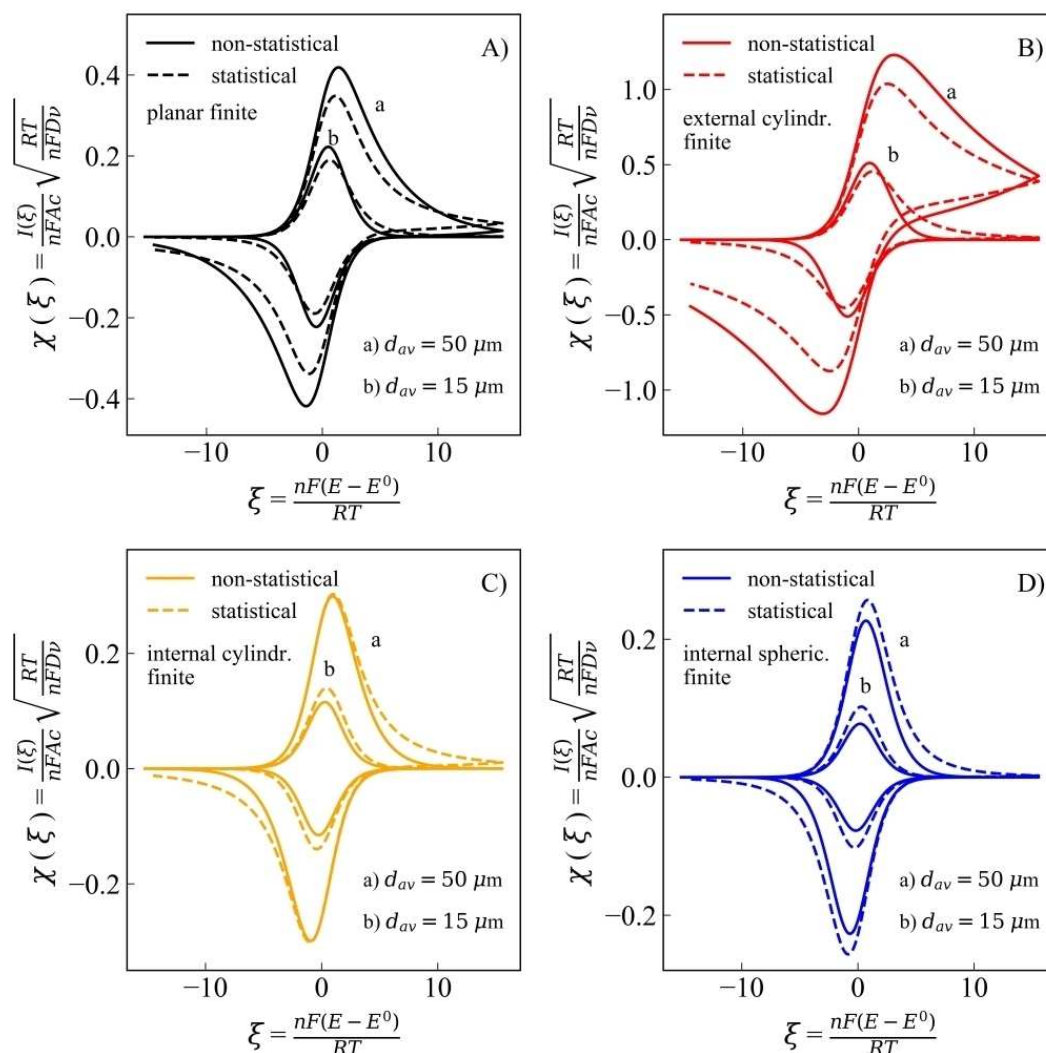 A)
non-statistical
statistical
planar finite
a
b
a) d_av = 50 μm
b) d_av = 15 μm
0.4
0.2
0.0
−0.2
−0.4
−10
0
10
χ(ξ) = I(ξ)/nFAc √(RT/nFDν)
ξ = nF(E − E⁰)/RT
B)
non-statistical
statistical
external cylindr.
finite
a
b
a) d_av = 50 μm
b) d_av = 15 μm
1.0
0.5
0.0
−0.5
−1.0
−10
0
10
χ(ξ) = I(ξ)/nFAc √(RT/nFDν)
ξ = nF(E − E⁰)/RT
C)
non-statistical
statistical
internal cylindr.
finite
a
b
a) d_av = 50 μm
b) d_av = 15 μm
0.2
0.0
−0.2
−10
0
10
χ(ξ) = I(ξ)/nFAc √(RT/nFDν)
ξ = nF(E − E⁰)/RT
D)
non-statistical
statistical
internal spheric.
finite
a
b
a) d_av = 50 μm
b) d_av = 15 μm
0.2
0.0
−0.2
−10
0
10
χ(ξ) = I(ξ)/nFAc √(RT/nFDν)
ξ = nF(E − E⁰)/RT